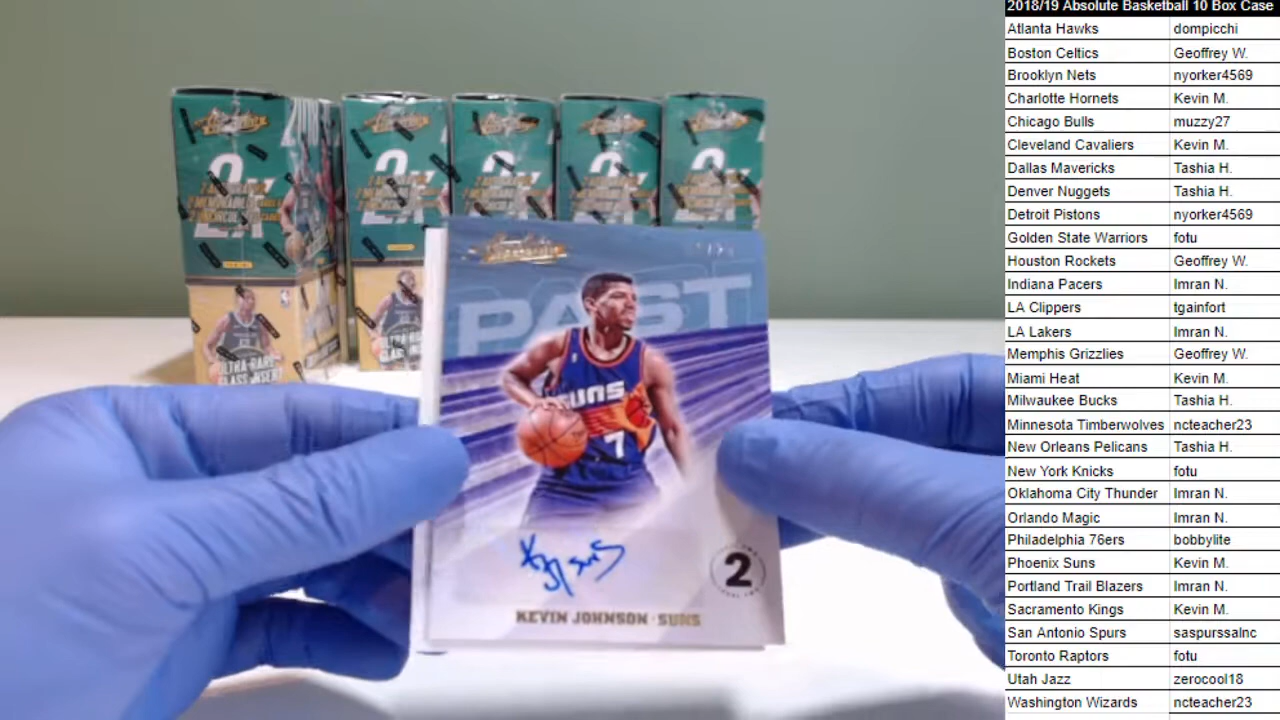 2018/19 Absolute Basketball 10 Box Case
Atlanta Hawks dompicchi
Boston Celtics Geoffrey W.
Brooklyn Nets nyorker4569
Charlotte Hornets Kevin M.
Chicago Bulls muzzy27
Cleveland Cavaliers Kevin M.
Dallas Mavericks Tashia H.
Denver Nuggets Tashia H.
Detroit Pistons nyorker4569
Golden State Warriors fotu
Houston Rockets Geoffrey W.
Indiana Pacers Imran N.
LA Clippers tgainfort
LA Lakers Imran N.
Memphis Grizzlies Geoffrey W.
Miami Heat Kevin M.
Milwaukee Bucks Tashia H.
Minnesota Timberwolves ncteacher23
New Orleans Pelicans Tashia H.
New York Knicks fotu
Oklahoma City Thunder Imran N.
Orlando Magic Imran N.
Philadelphia 76ers bobbylite
Phoenix Suns Kevin M.
Portland Trail Blazers Imran N.
Sacramento Kings Kevin M.
San Antonio Spurs saspurssalnc
Toronto Raptors fotu
Utah Jazz zerocool18
Washington Wizards ncteacher23
PAST
SUNS
7
2
KEVIN JOHNSON · SUNS
ULTRA-RARE
GLASS INSERT